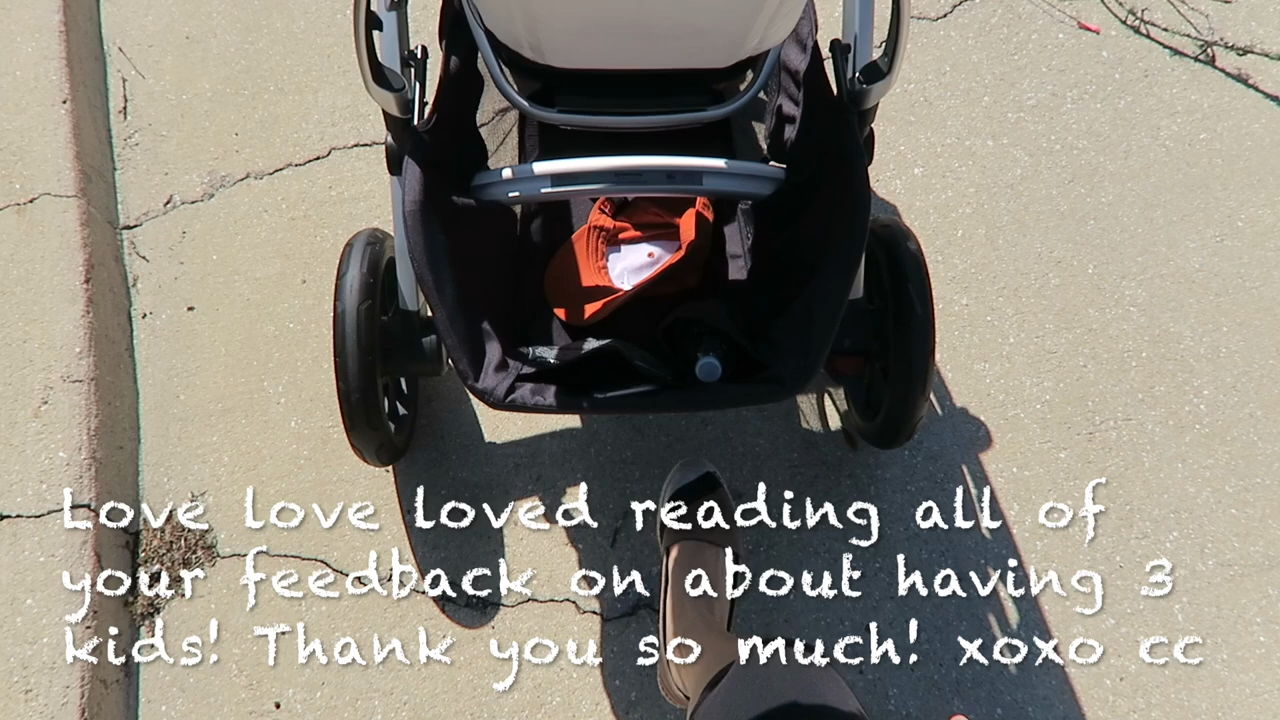 Love love loved reading all of
your feedback on about having 3
kids! Thank you so much! xoxo cc